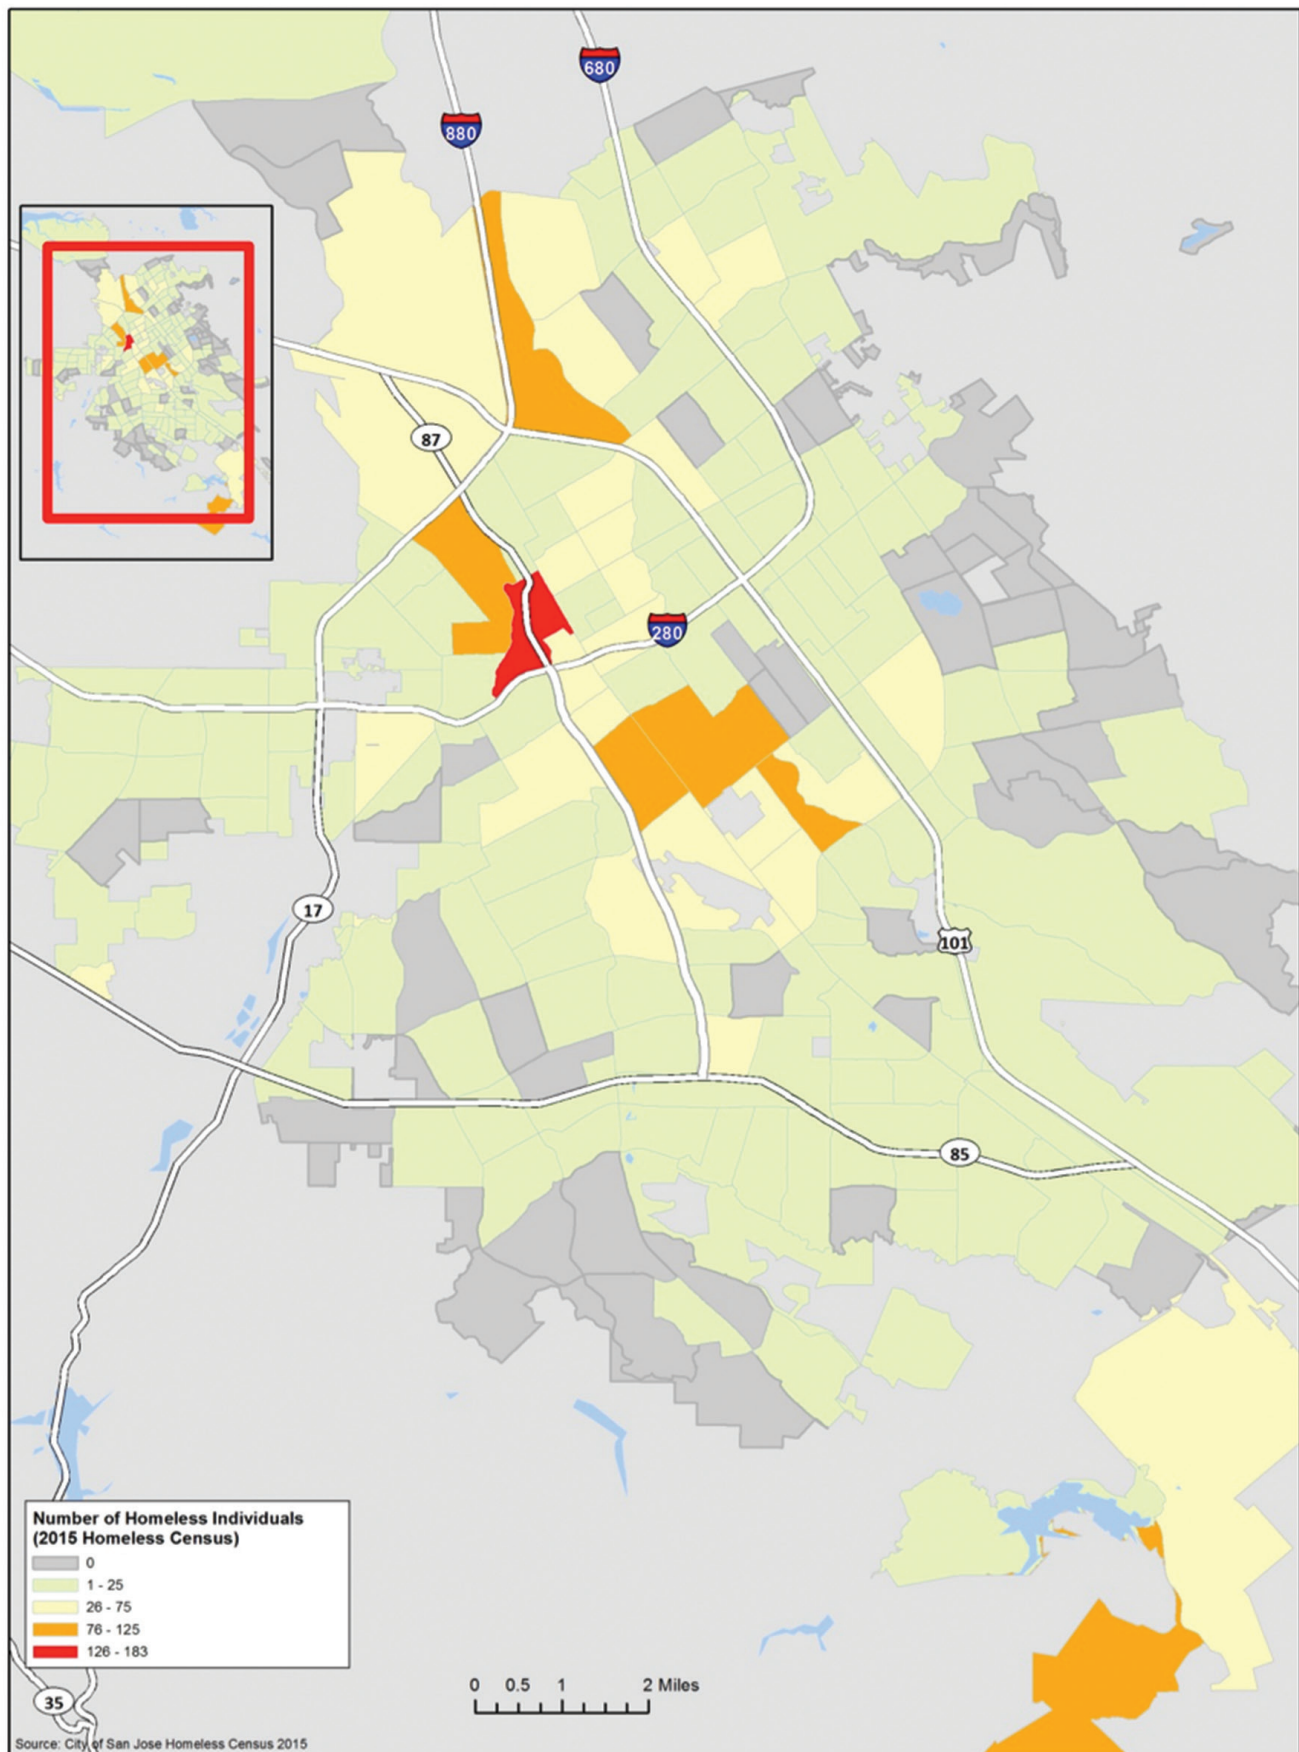 680
880
87
280
17
101
85
Number of Homeless Individuals
(2015 Homeless Census)
0
1 - 25
26 - 75
76 - 125
126 - 183
0 0.5 1 2 Miles
35
Source: City of San Jose Homeless Census 2015